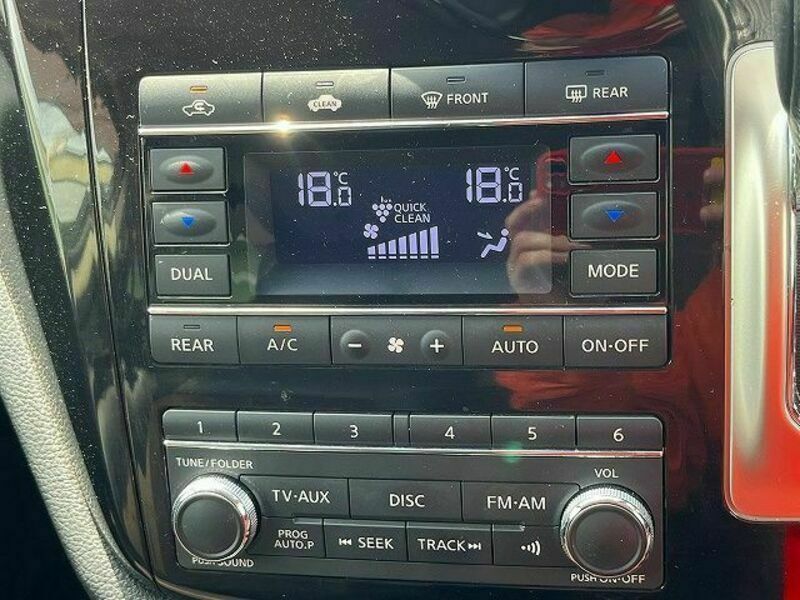 CLEAN
FRONT
REAR
18.0°C
18.0°C
QUICK
CLEAN
DUAL
MODE
REAR
A/C
− +
AUTO
ON·OFF
1 2 3 4 5 6
TUNE/FOLDER
VOL
TV·AUX
DISC
FM·AM
PROG
AUTO.P
SEEK
TRACK
PUSH SOUND
PUSH ON·OFF